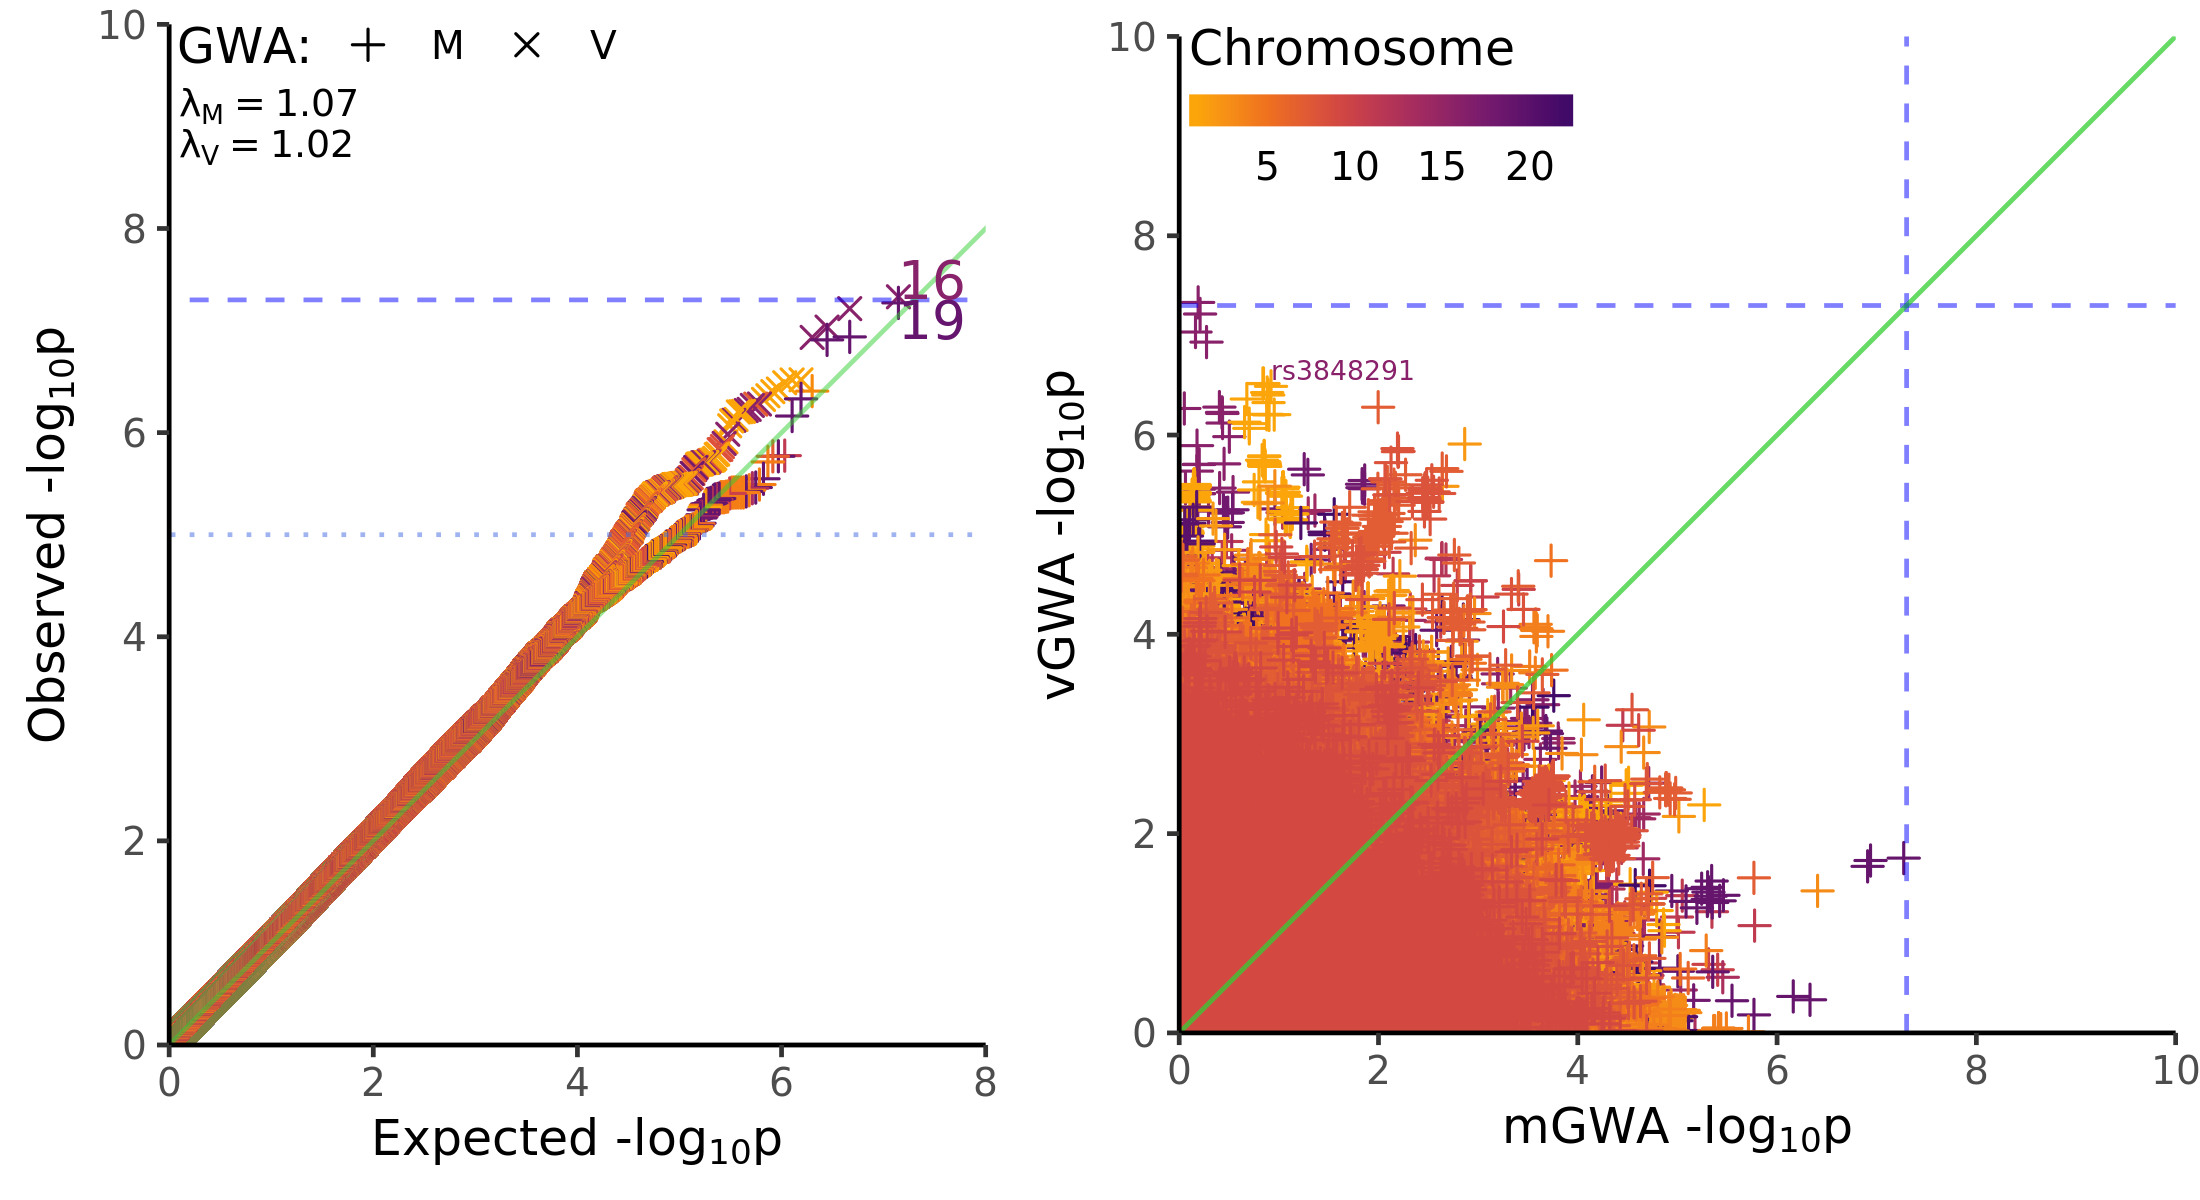 GWA: + M × V
λM = 1.07
λV = 1.02
10
8
6
4
2
0
16
19
0 2 4 6 8
Observed -log10p
Expected -log10p
Chromosome
5 10 15 20
10
8
6
4
2
0
rs3848291
0 2 4 6 8 10
vGWA -log10p
mGWA -log10p